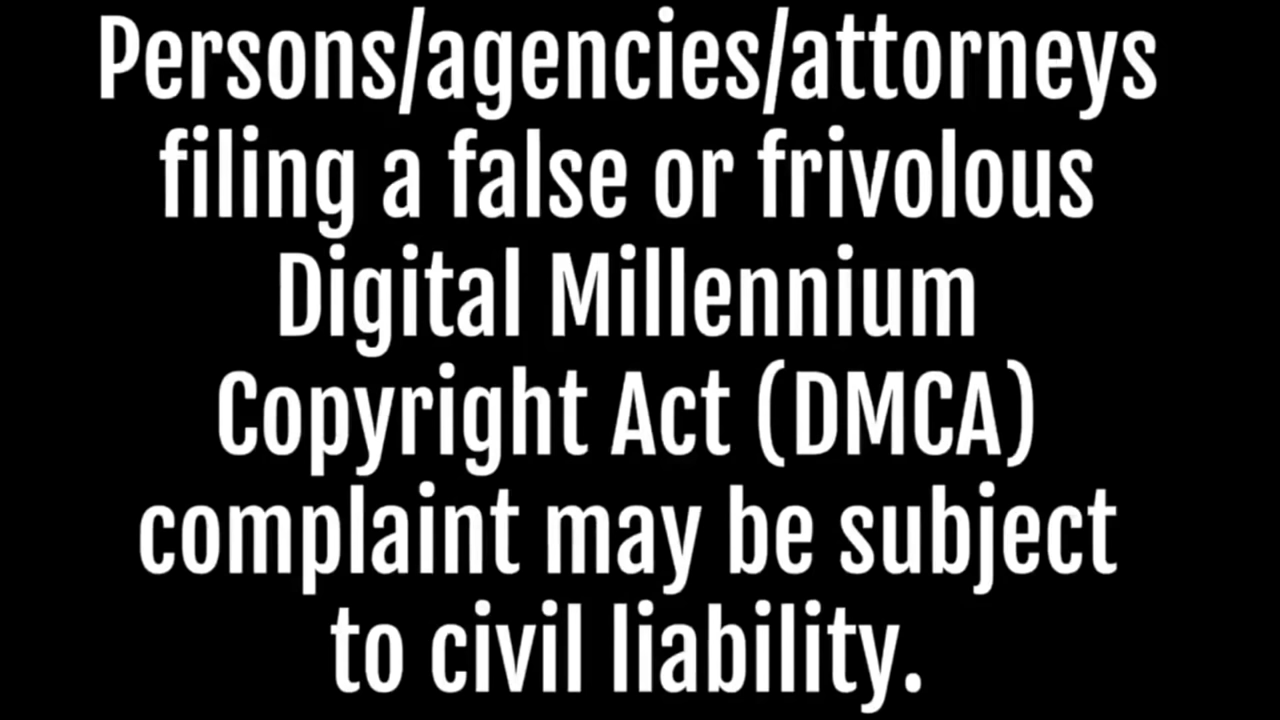 Persons/agencies/attorneys
filing a false or frivolous
Digital Millennium
Copyright Act (DMCA)
complaint may be subject
to civil liability.